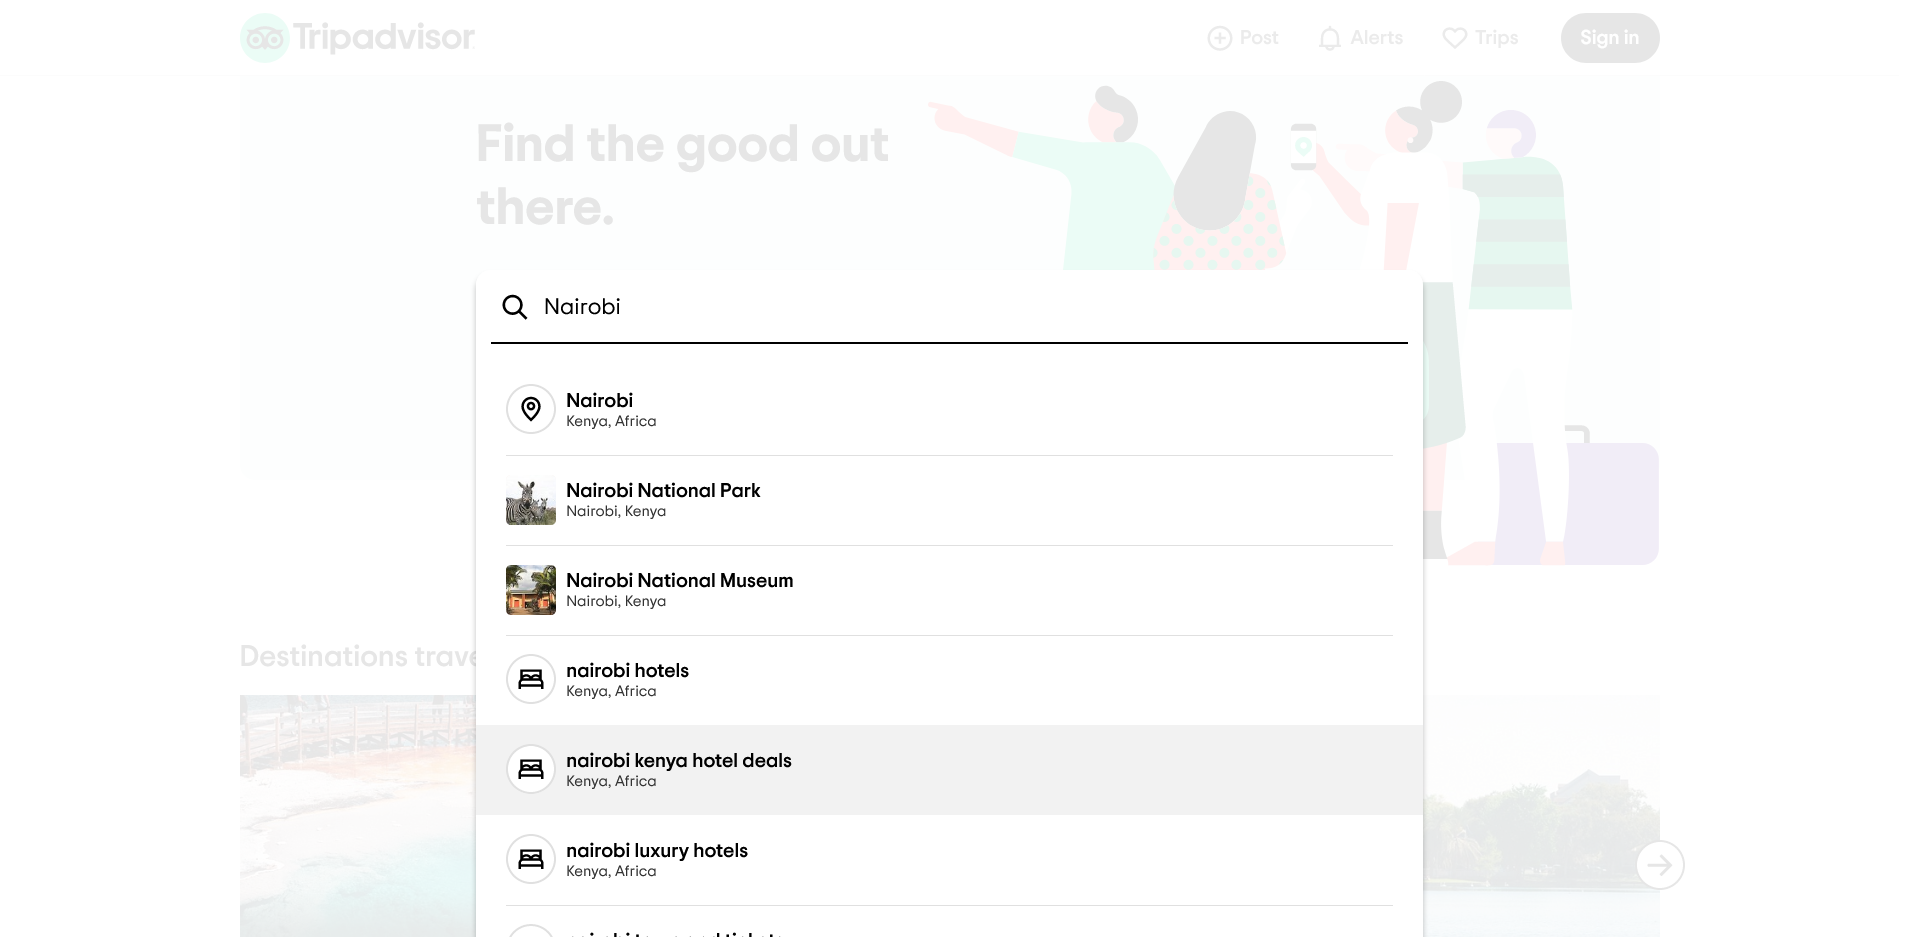 Tripadvisor
Post
Alerts
Trips
Sign in
Find the good out
there.
Nairobi
Nairobi
Kenya, Africa
Nairobi National Park
Nairobi, Kenya
Nairobi National Museum
Nairobi, Kenya
Destinations trave
nairobi hotels
Kenya, Africa
nairobi kenya hotel deals
Kenya, Africa
nairobi luxury hotels
Kenya, Africa